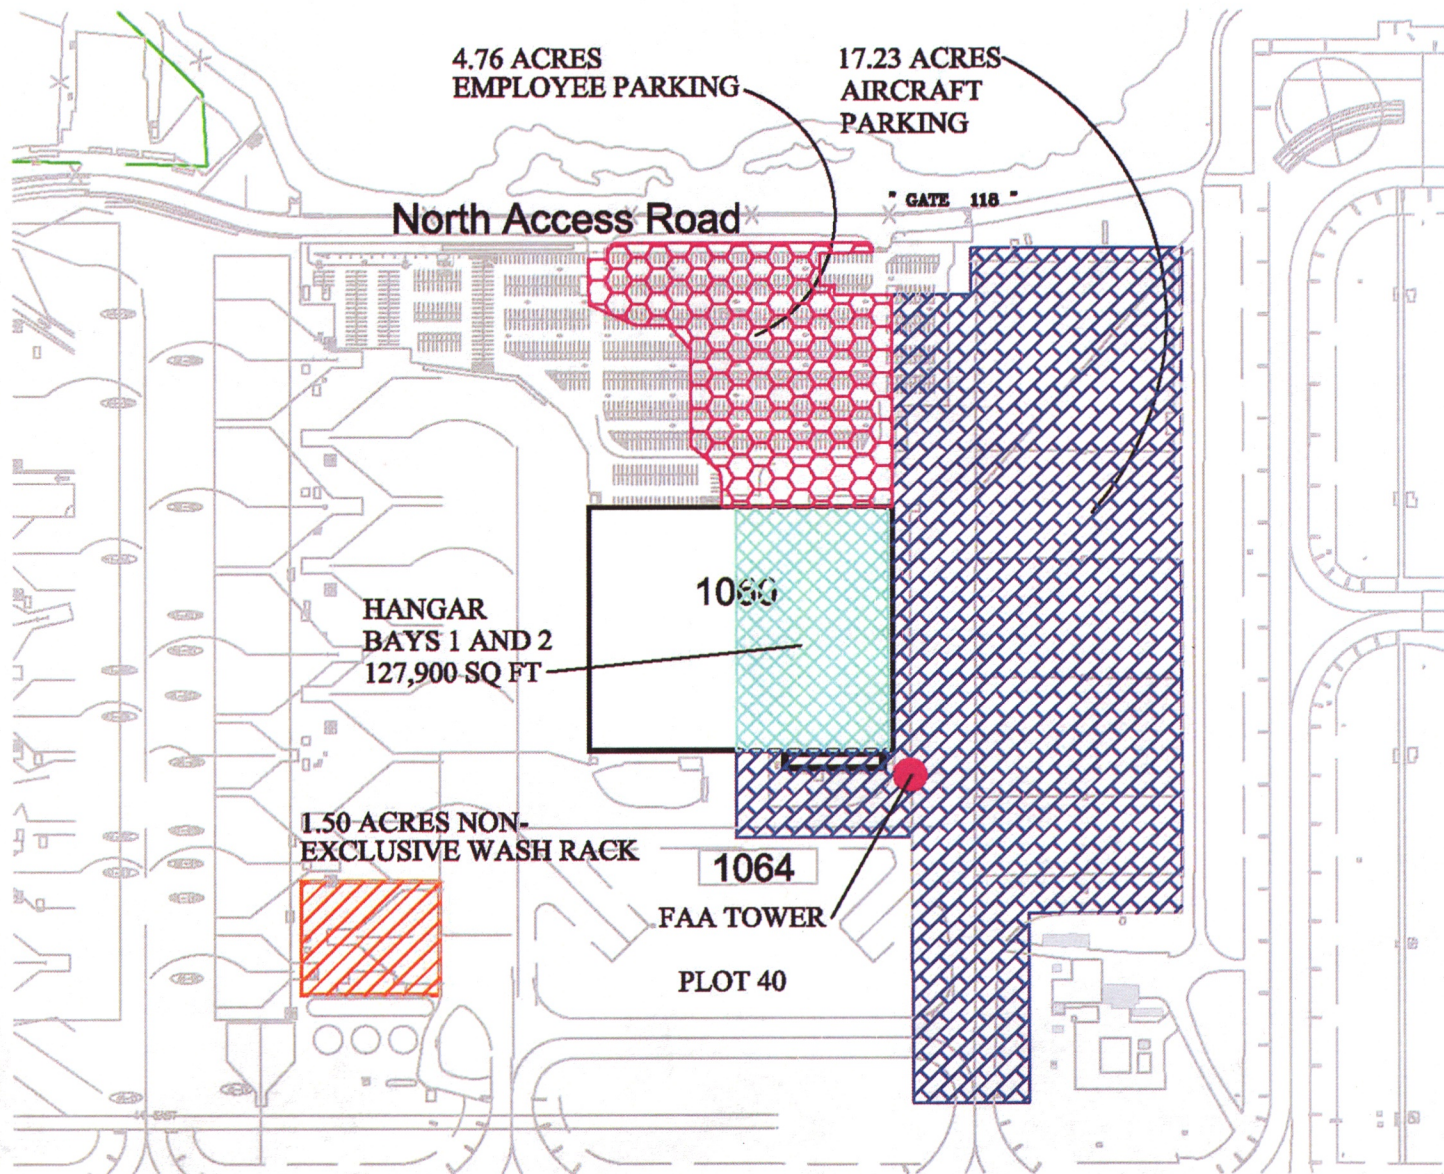 4.76 ACRES
EMPLOYEE PARKING
17.23 ACRES
AIRCRAFT
PARKING
" GATE 118 "
North Access Road
1060
HANGAR
BAYS 1 AND 2
127,900 SQ FT
1.50 ACRES NON-
EXCLUSIVE WASH RACK
1064
FAA TOWER
PLOT 40